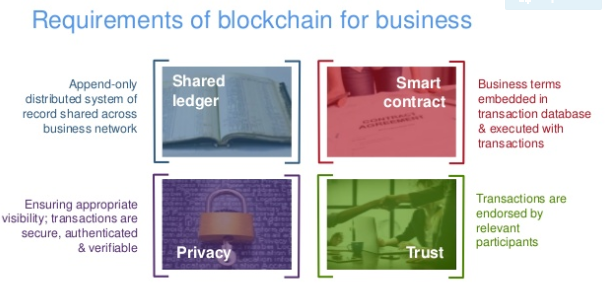 Requirements of blockchain for business
Append-only
distributed system of
record shared across
business network
Shared
ledger
Smart
contract
CONTRACT
AGREEMENT
Business terms
embedded in
transaction database
& executed with
transactions
Ensuring appropriate
visibility; transactions are
secure, authenticated
& verifiable
Privacy
Trust
Transactions are
endorsed by
relevant
participants